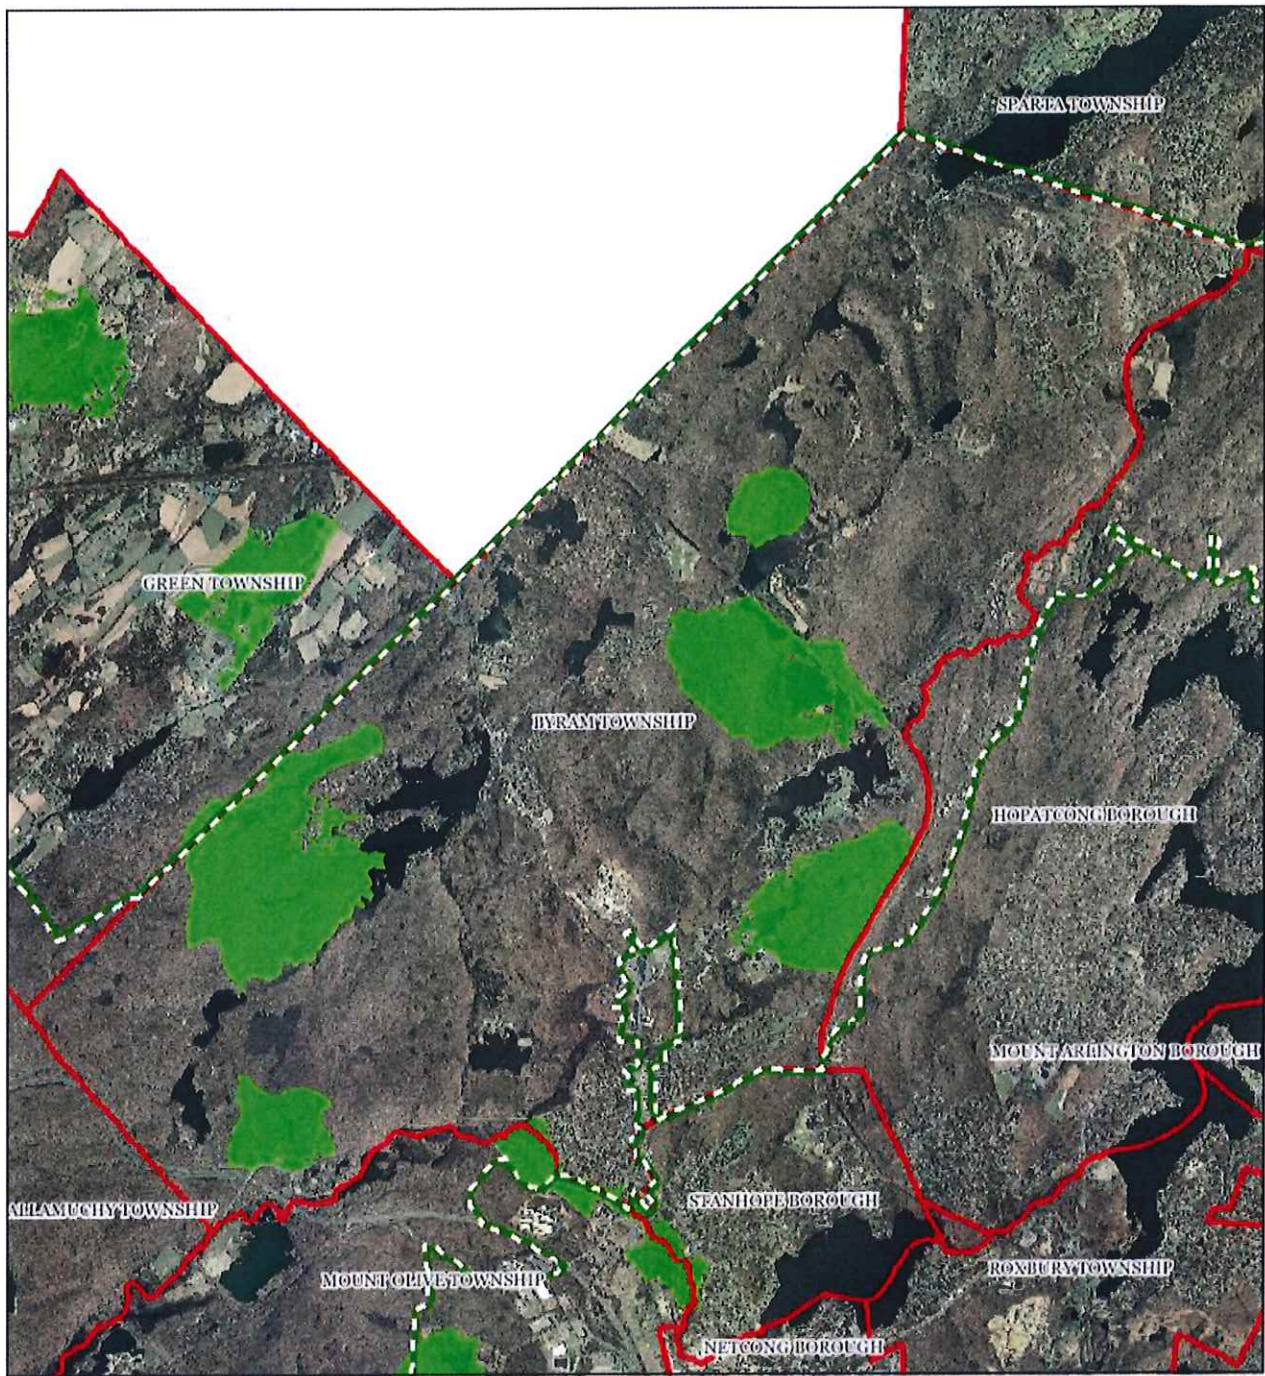 SPARTA TOWNSHIP
GREEN TOWNSHIP
BYRAM TOWNSHIP
HOPATCONG BOROUGH
MOUNT ARLINGTON BOROUGH
ALLAMUCHY TOWNSHIP
STANHOPE BOROUGH
MOUNT OLIVE TOWNSHIP
ROXBURY TOWNSHIP
NETCONG BOROUGH